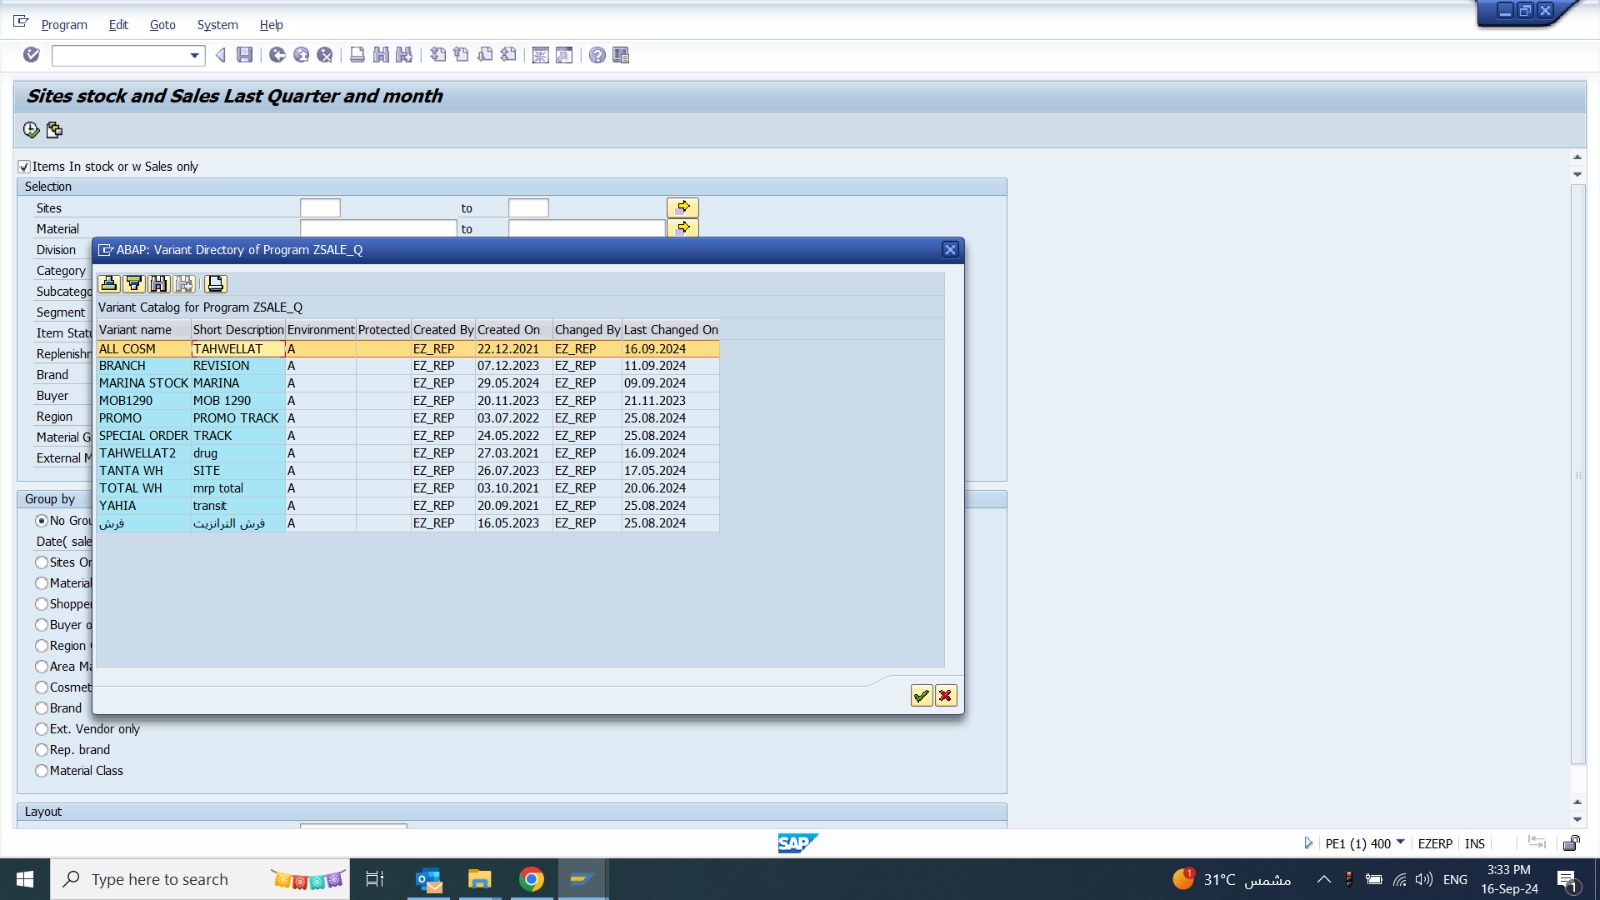 Program Edit Goto System Help
Sites stock and Sales Last Quarter and month
Items In stock or w Sales only
Selection
Sites to
Material to
Division
Category
Subcatego
Segment
Item Statu
Replenishm
Brand
Buyer
Region
Material G
External M
ABAP: Variant Directory of Program ZSALE_Q
Variant Catalog for Program ZSALE_Q
Variant name Short Description Environment Protected Created By Created On Changed By Last Changed On
ALL COSM TAHWELLAT A EZ_REP 22.12.2021 EZ_REP 16.09.2024
BRANCH REVISION A EZ_REP 07.12.2023 EZ_REP 11.09.2024
MARINA STOCK MARINA A EZ_REP 29.05.2024 EZ_REP 09.09.2024
MOB1290 MOB 1290 A EZ_REP 20.11.2023 EZ_REP 21.11.2023
PROMO PROMO TRACK A EZ_REP 03.07.2022 EZ_REP 25.08.2024
SPECIAL ORDER TRACK A EZ_REP 24.05.2022 EZ_REP 25.08.2024
TAHWELLAT2 drug A EZ_REP 27.03.2021 EZ_REP 16.09.2024
TANTA WH SITE A EZ_REP 26.07.2023 EZ_REP 17.05.2024
TOTAL WH mrp total A EZ_REP 03.10.2021 EZ_REP 20.06.2024
YAHIA transit A EZ_REP 20.09.2021 EZ_REP 25.08.2024
فرش فرش الترانزيت A EZ_REP 16.05.2023 EZ_REP 25.08.2024
Group by
No Grou
Date( sale
Sites On
Material
Shopper
Buyer o
Region
Area Ma
Cosmet
Brand
Ext. Vendor only
Rep. brand
Material Class
Layout
SAP
PE1 (1) 400 EZERP INS
Type here to search
1 31°C مشمس ENG 3:33 PM
16-Sep-24 1